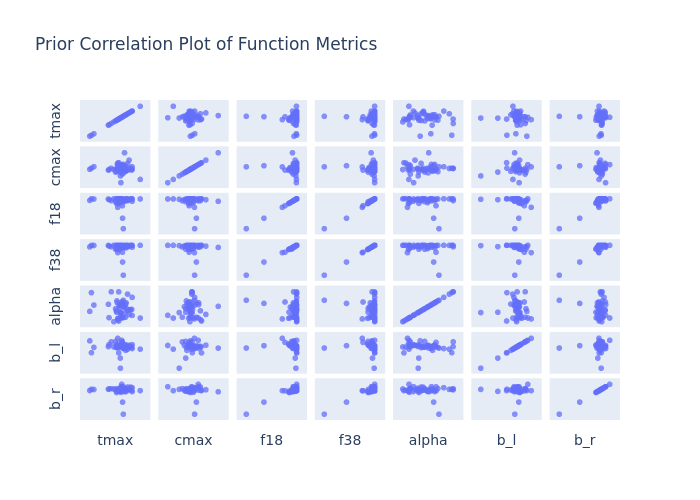 Prior Correlation Plot of Function Metrics
tmax
cmax
f18
f38
alpha
b_l
b_r
tmax cmax f18 f38 alpha b_l b_r